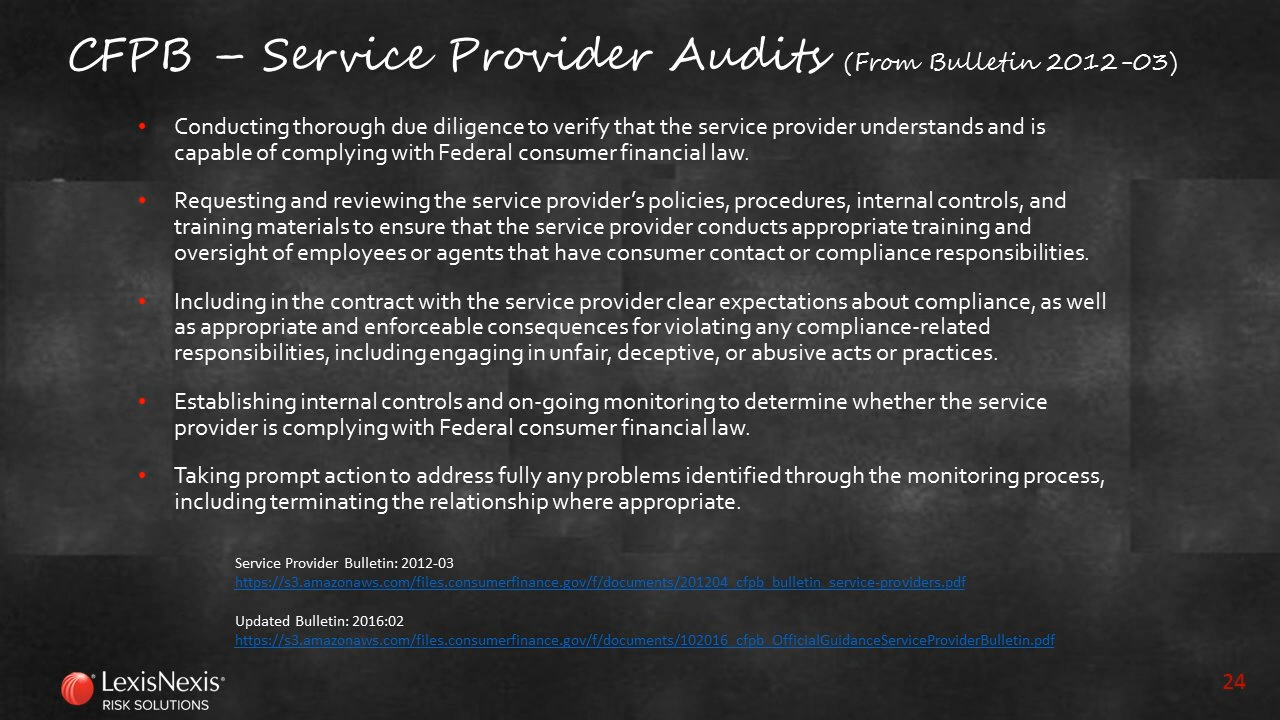 CFPB – Service Provider Audits (From Bulletin 2012-03)
• Conducting thorough due diligence to verify that the service provider understands and is
capable of complying with Federal consumer financial law.
• Requesting and reviewing the service provider’s policies, procedures, internal controls, and
training materials to ensure that the service provider conducts appropriate training and
oversight of employees or agents that have consumer contact or compliance responsibilities.
• Including in the contract with the service provider clear expectations about compliance, as well
as appropriate and enforceable consequences for violating any compliance-related
responsibilities, including engaging in unfair, deceptive, or abusive acts or practices.
• Establishing internal controls and on-going monitoring to determine whether the service
provider is complying with Federal consumer financial law.
• Taking prompt action to address fully any problems identified through the monitoring process,
including terminating the relationship where appropriate.
Service Provider Bulletin: 2012-03
https://s3.amazonaws.com/files.consumerfinance.gov/f/documents/201204_cfpb_bulletin_service-providers.pdf
Updated Bulletin: 2016:02
https://s3.amazonaws.com/files.consumerfinance.gov/f/documents/102016_cfpb_OfficialGuidanceServiceProviderBulletin.pdf
LexisNexis®
RISK SOLUTIONS
24